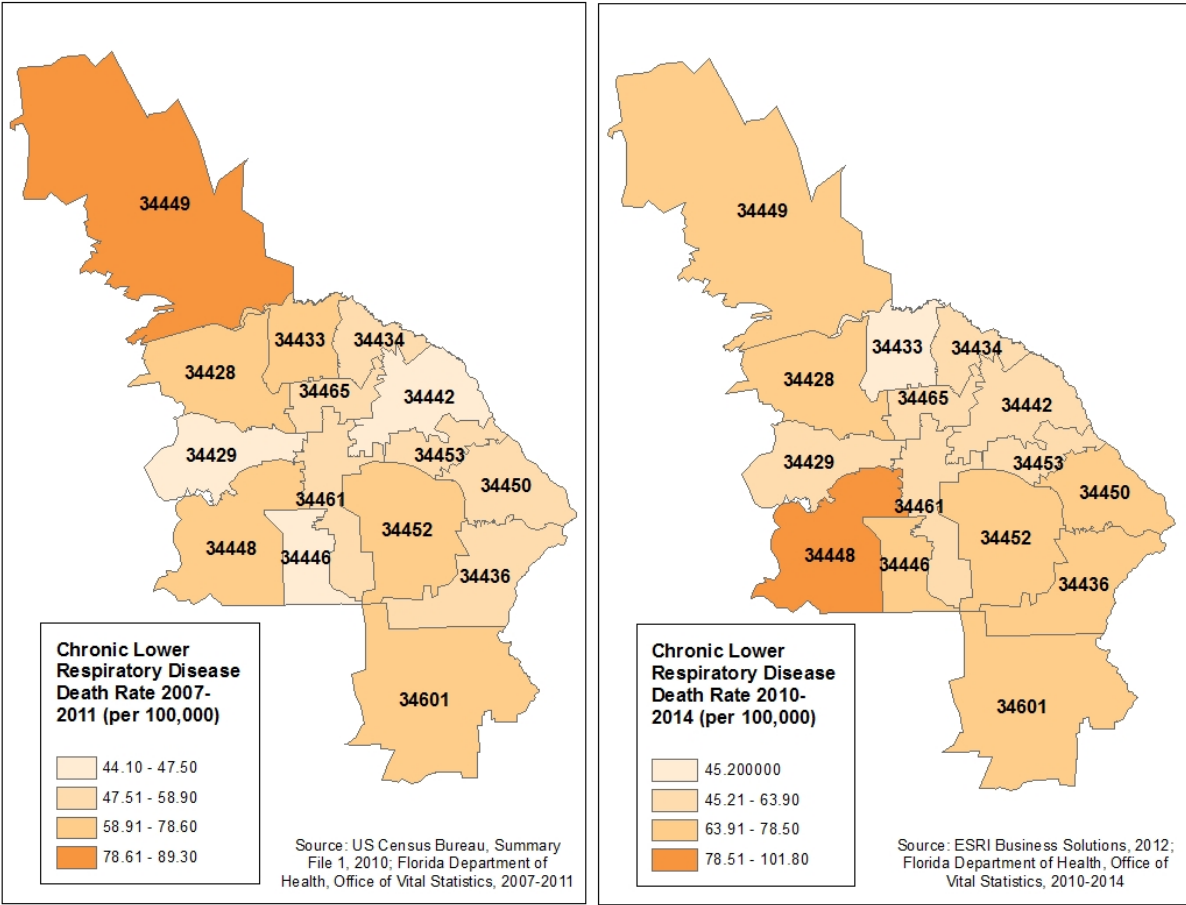 34449
34433
34434
34428
34465
34442
34429
34453
34450
34461
34452
34448
34446
34436
34601
Chronic Lower
Respiratory Disease
Death Rate 2007-
2011 (per 100,000)
44.10 - 47.50
47.51 - 58.90
58.91 - 78.60
78.61 - 89.30
Source: US Census Bureau, Summary
File 1, 2010; Florida Department of
Health, Office of Vital Statistics, 2007-2011
34449
34433
34434
34428
34465
34442
34429
34453
34450
34461
34452
34448
34446
34436
34601
Chronic Lower
Respiratory Disease
Death Rate 2010-
2014 (per 100,000)
45.200000
45.21 - 63.90
63.91 - 78.50
78.51 - 101.80
Source: ESRI Business Solutions, 2012;
Florida Department of Health, Office of
Vital Statistics, 2010-2014